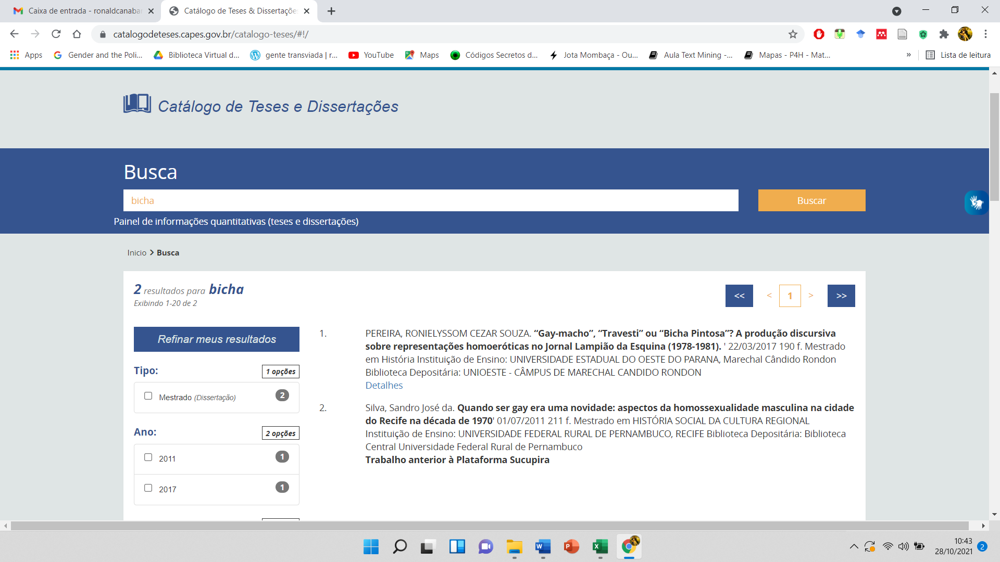 Caixa de entrada - ronaldcanabar
Catálogo de Teses & Dissertaçõe
catalogodeteses.capes.gov.br/catalogo-teses/#!/
Apps
Gender and the Poli...
Biblioteca Virtual d...
gente transviada | r...
YouTube
Maps
Códigos Secretos d...
Jota Mombaça - Ou...
Aula Text Mining -...
Mapas - P4H - Mat...
»
Lista de leitura
Catálogo de Teses e Dissertações
Busca
bicha
Buscar
Painel de informações quantitativas (teses e dissertações)
Inicio > Busca
2 resultados para bicha
Exibindo 1-20 de 2
<< < 1 > >>
Refinar meus resultados
Tipo:
1 opções
Mestrado (Dissertação)
2
Ano:
2 opções
2011
1
2017
1
1.
PEREIRA, RONIELYSSOM CEZAR SOUZA. “Gay-macho”, “Travesti” ou “Bicha Pintosa”? A produção discursiva
sobre representações homoeróticas no Jornal Lampião da Esquina (1978-1981). ' 22/03/2017 190 f. Mestrado
em História Instituição de Ensino: UNIVERSIDADE ESTADUAL DO OESTE DO PARANA, Marechal Cândido Rondon
Biblioteca Depositária: UNIOESTE - CÂMPUS DE MARECHAL CANDIDO RONDON
Detalhes
2.
Silva, Sandro José da. Quando ser gay era uma novidade: aspectos da homossexualidade masculina na cidade
do Recife na década de 1970' 01/07/2011 211 f. Mestrado em HISTÓRIA SOCIAL DA CULTURA REGIONAL
Instituição de Ensino: UNIVERSIDADE FEDERAL RURAL DE PERNAMBUCO, RECIFE Biblioteca Depositária: Biblioteca
Central Universidade Federal Rural de Pernambuco
Trabalho anterior à Plataforma Sucupira
10:43
28/10/2021
2